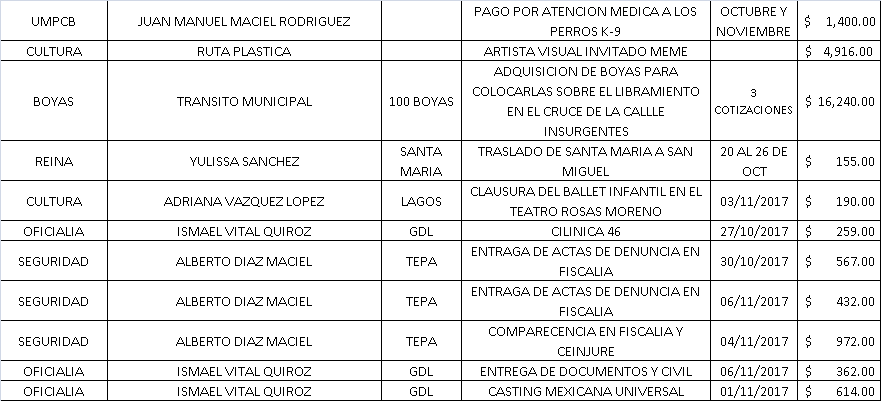 UMPCB JUAN MANUEL MACIEL RODRIGUEZ PAGO POR ATENCION MEDICA A LOS PERROS K-9 OCTUBRE Y NOVIEMBRE $ 1,400.00
CULTURA RUTA PLASTICA ARTISTA VISUAL INVITADO MEME $ 4,916.00
BOYAS TRANSITO MUNICIPAL 100 BOYAS ADQUISICION DE BOYAS PARA COLOCARLAS SOBRE EL LIBRAMIENTO EN EL CRUCE DE LA CALLLE INSURGENTES 3 COTIZACIONES $ 16,240.00
REINA YULISSA SANCHEZ SANTA MARIA TRASLADO DE SANTA MARIA A SAN MIGUEL 20 AL 26 DE OCT $ 155.00
CULTURA ADRIANA VAZQUEZ LOPEZ LAGOS CLAUSURA DEL BALLET INFANTIL EN EL TEATRO ROSAS MORENO 03/11/2017 $ 190.00
OFICIALIA ISMAEL VITAL QUIROZ GDL CILINICA 46 27/10/2017 $ 259.00
SEGURIDAD ALBERTO DIAZ MACIEL TEPA ENTRAGA DE ACTAS DE DENUNCIA EN FISCALIA 30/10/2017 $ 567.00
SEGURIDAD ALBERTO DIAZ MACIEL TEPA ENTRAGA DE ACTAS DE DENUNCIA EN FISCALIA 06/11/2017 $ 432.00
SEGURIDAD ALBERTO DIAZ MACIEL TEPA COMPARECENCIA EN FISCALIA Y CEINJURE 04/11/2017 $ 972.00
OFICIALIA ISMAEL VITAL QUIROZ GDL ENTREGA DE DOCUMENTOS Y CIVIL 06/11/2017 $ 362.00
OFICIALIA ISMAEL VITAL QUIROZ GDL CASTING MEXICANA UNIVERSAL 01/11/2017 $ 614.00